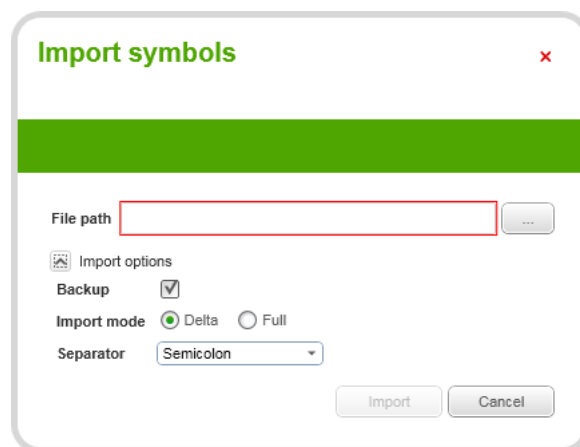 Import symbols
File path ...
Import options
Backup
Import mode Delta Full
Separator Semicolon
Import Cancel